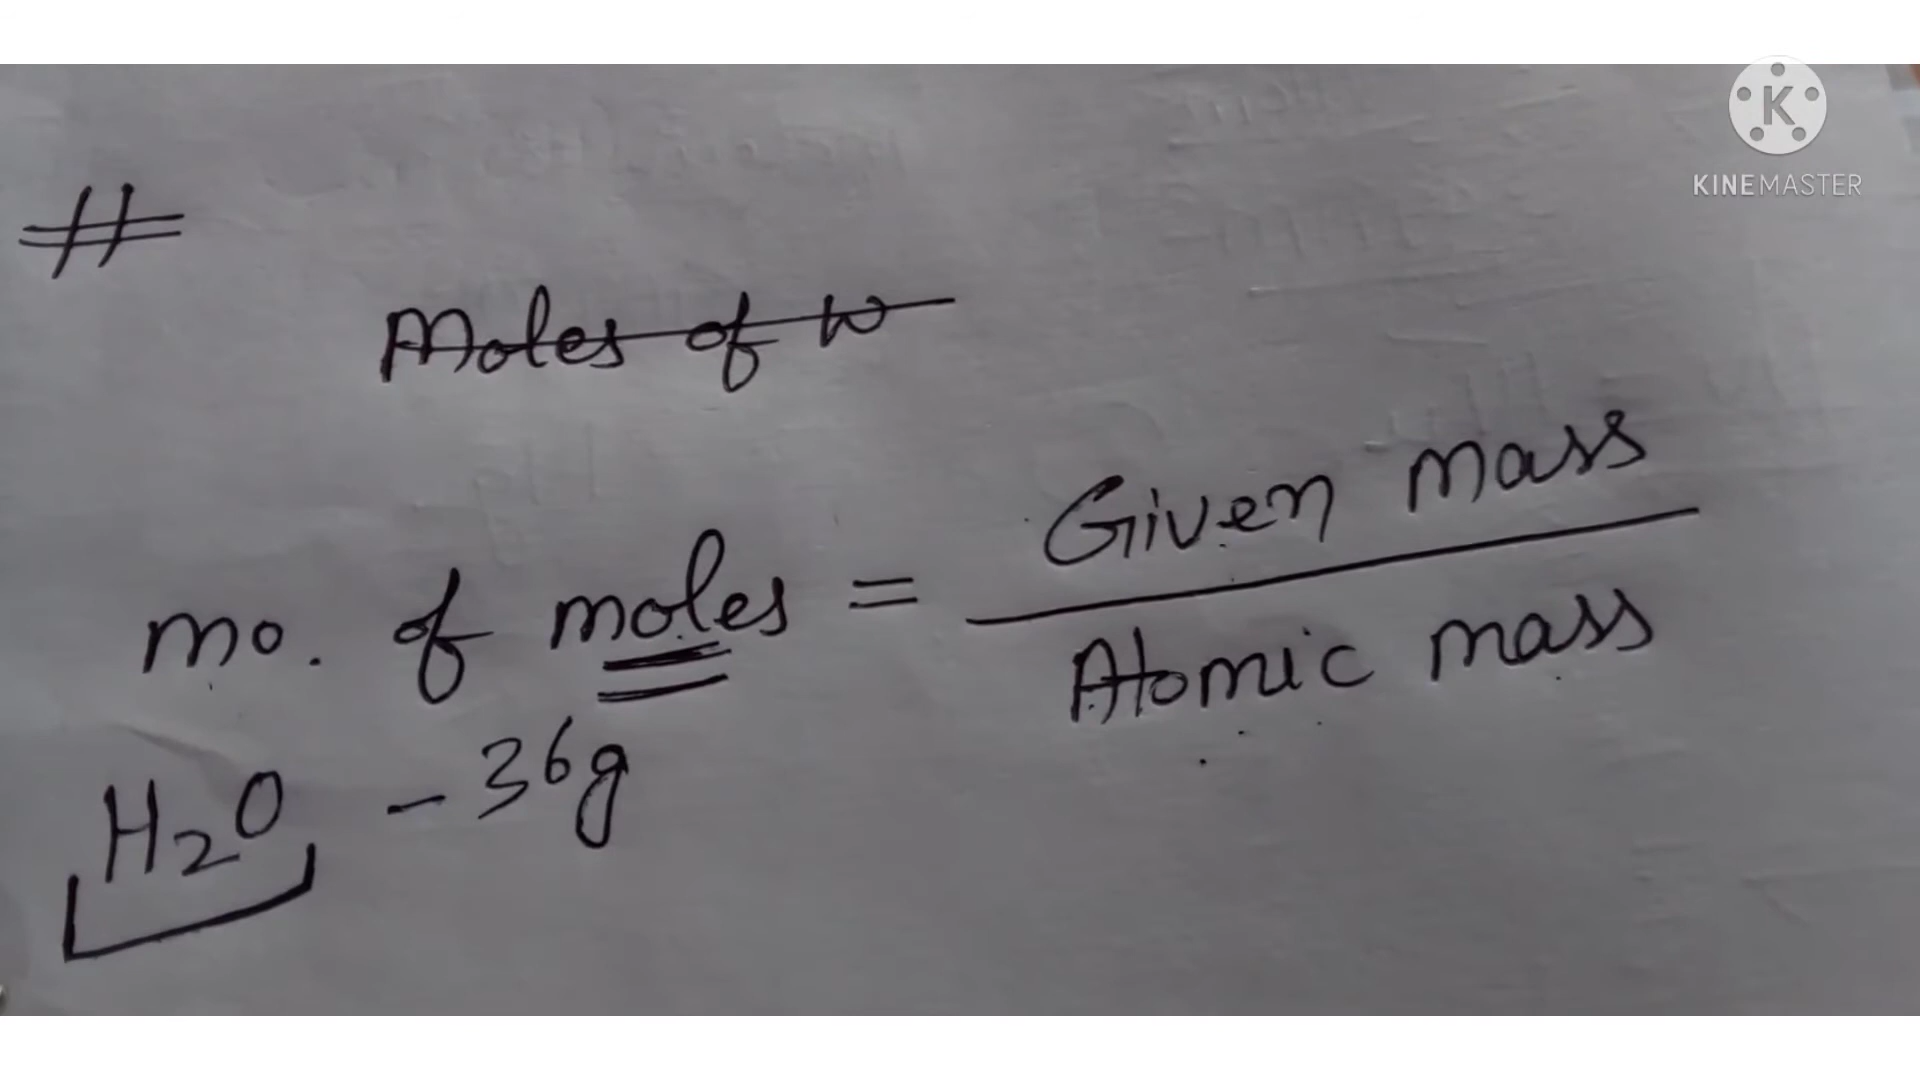 K
KINEMASTER
#
Moles of w
no. of moles = Given mass / Atomic mass
H2O - 36g